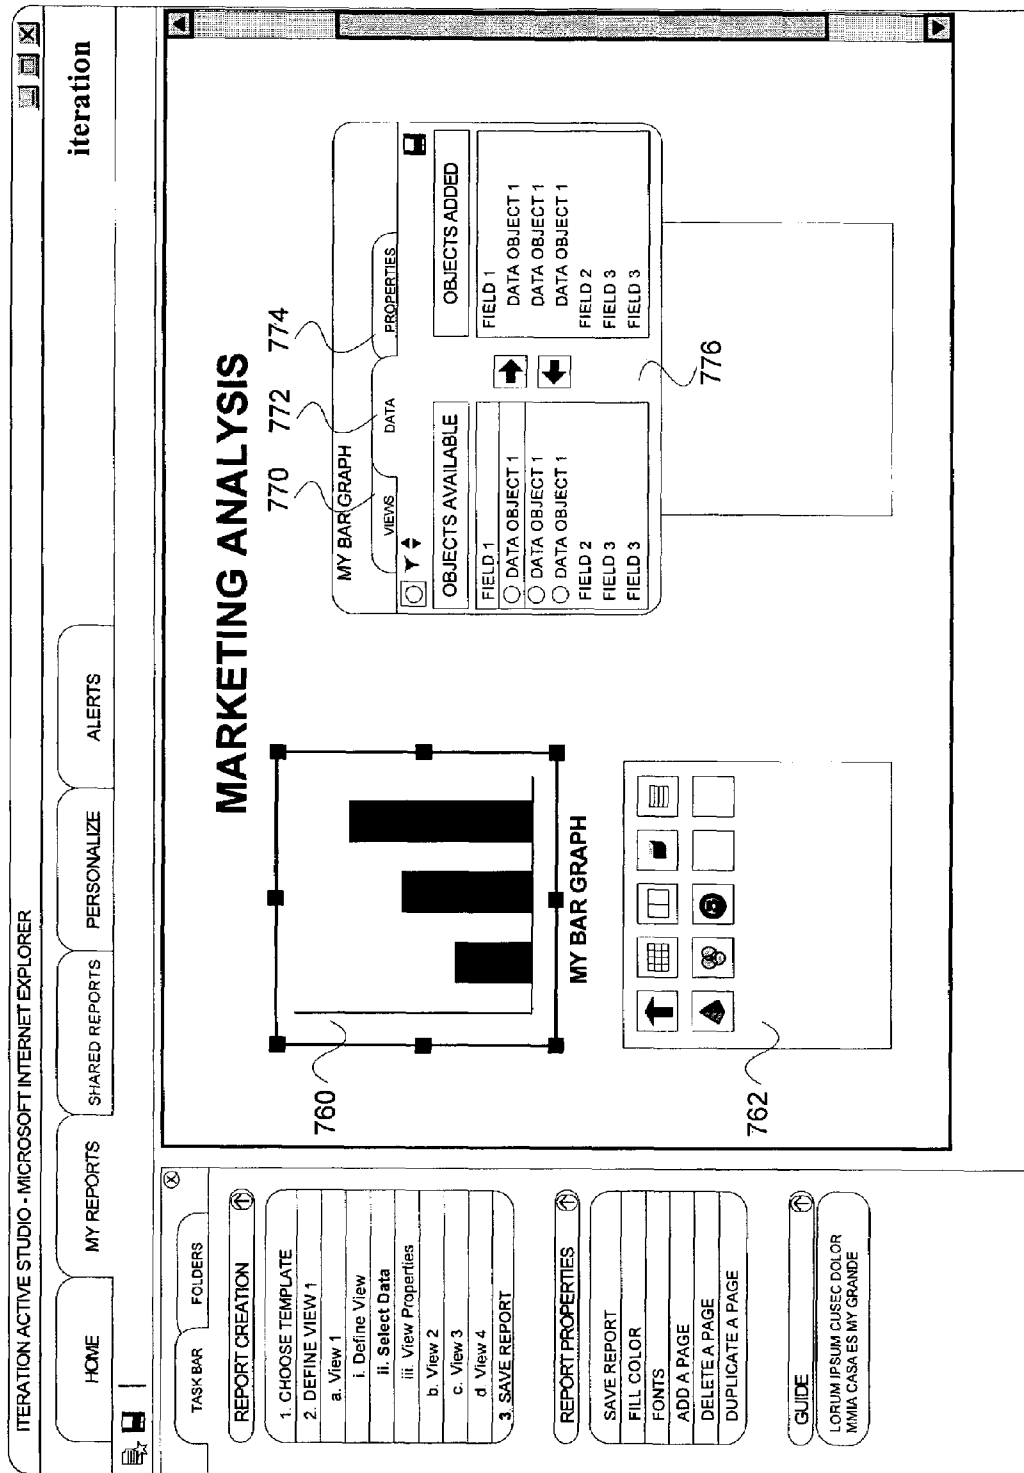 ITERATION ACTIVE STUDIO - MICROSOFT INTERNET EXPLORER
iteration
HOME
MY REPORTS
SHARED REPORTS
PERSONALIZE
ALERTS
TASK BAR
FOLDERS
REPORT CREATION
1. CHOOSE TEMPLATE
2. DEFINE VIEW 1
a. View 1
i. Define View
ii. Select Data
iii. View Properties
b. View 2
c. View 3
d View 4
3. SAVE REPORT
REPORT PROPERTIES
SAVE REPORT
FILL COLOR
FONTS
ADD A PAGE
DELETE A PAGE
DUPLICATE A PAGE
GUIDE
LORUM IPSUM CUSEC DOLOR
MMIA CASA ES MY GRANDE
MARKETING ANALYSIS
760
MY BAR GRAPH
762
770
772
774
MY BAR GRAPH
VIEWS
DATA
PROPERTIES
OBJECTS AVAILABLE
FIELD 1
DATA OBJECT 1
DATA OBJECT 1
DATA OBJECT 1
FIELD 2
FIELD 3
FIELD 3
OBJECTS ADDED
FIELD 1
DATA OBJECT 1
DATA OBJECT 1
DATA OBJECT 1
FIELD 2
FIELD 3
FIELD 3
776